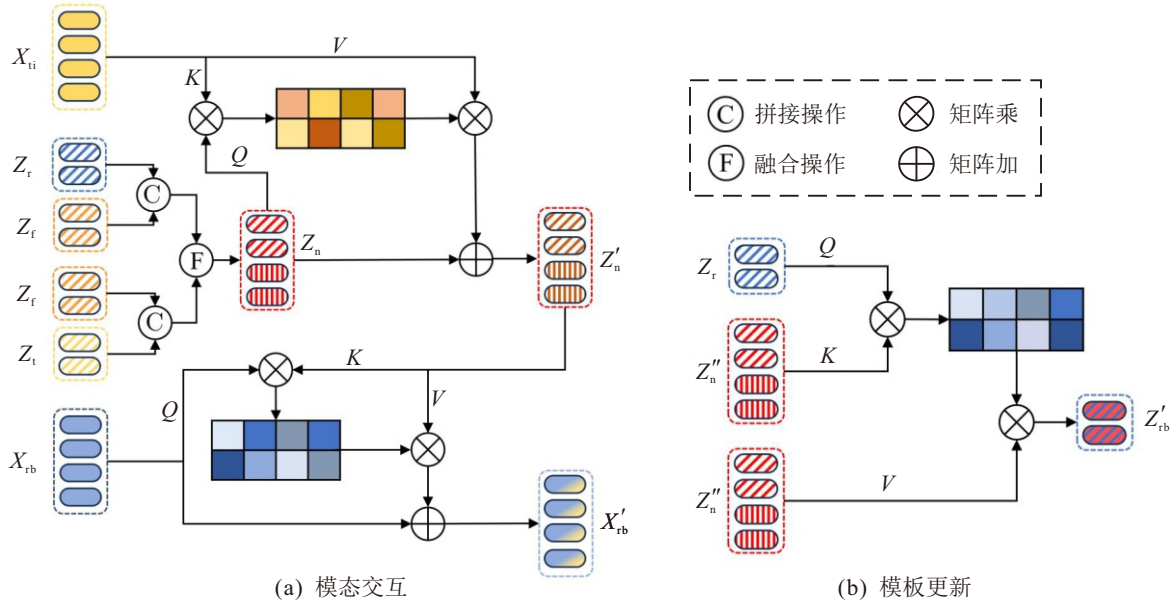 X_ti
V
K
Q
Z_r
C
Z_f
F
Z_n
Z'_n
Z_f
C
Z_t
K
Q
V
X_rb
X'_rb
(a) 模态交互
C 拼接操作 矩阵乘
F 融合操作 矩阵加
Z_r
Q
Z''_n
K
Z'_rb
Z''_n
V
(b) 模板更新